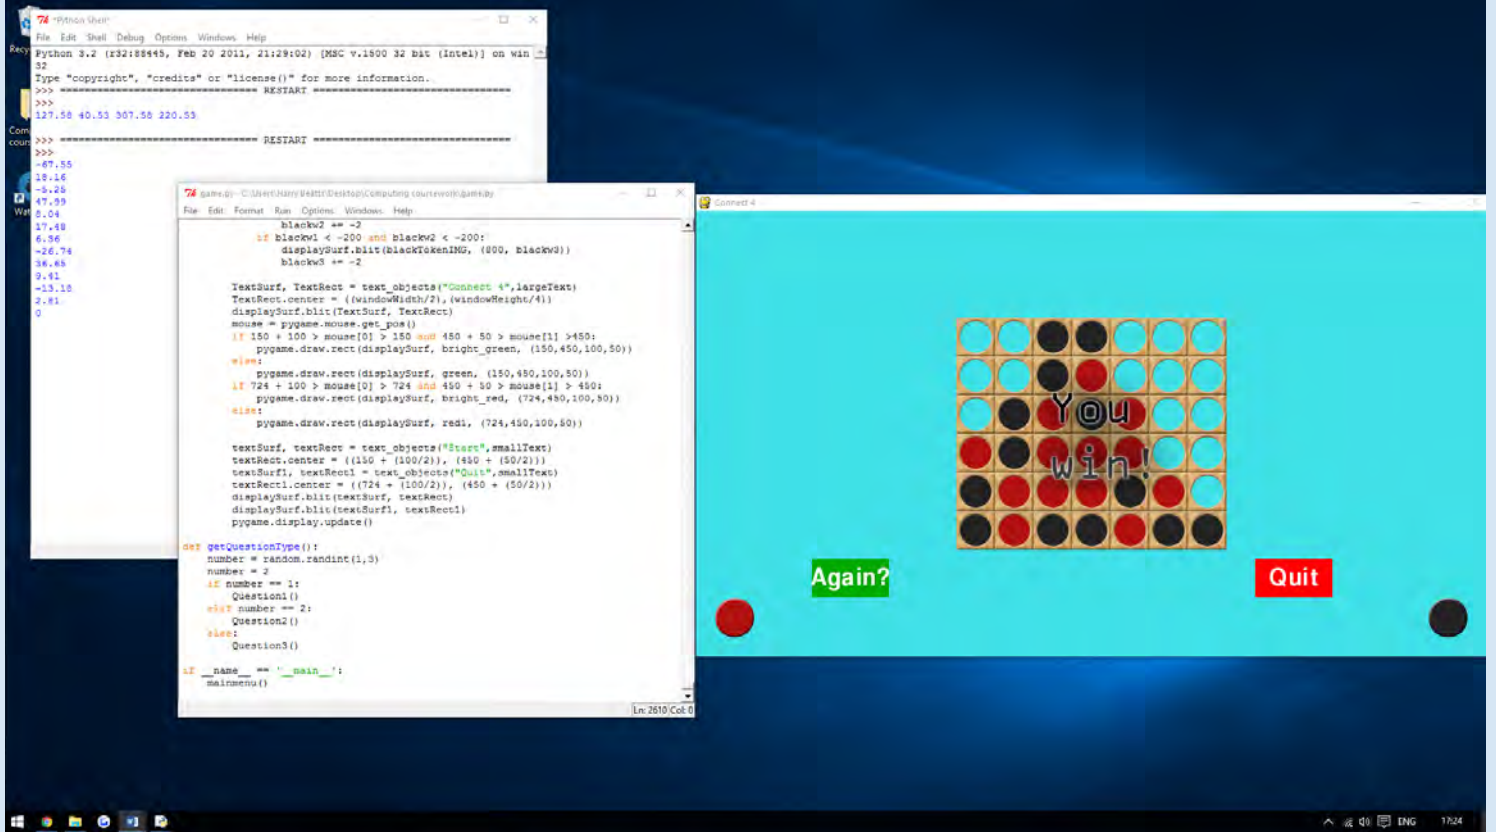 *Python Shell*
File Edit Shell Debug Options Windows Help
Python 3.2 (r32:88445, Feb 20 2011, 21:29:02) [MSC v.1500 32 bit (Intel)] on win
32
Type "copyright", "credits" or "license()" for more information.
>>> ================================ RESTART ================================
>>>
127.58 40.53 307.58 220.53
>>> ================================ RESTART ================================
>>>
-67.55
18.16
-5.25
47.99
8.04
17.48
6.36
-26.74
36.65
9.41
-13.18
2.81
0
game.py - C:\Users\Harry Beattie\Desktop\Computing coursework\game.py
File Edit Format Run Options Windows Help
blackw2 += -2
if blackw1 < -200 and blackw2 < -200:
displaySurf.blit(blackTokenIMG, (800, blackw3))
blackw3 += -2
TextSurf, TextRect = text_objects("Connect 4",largeText)
TextRect.center = ((windowWidth/2),(windowHeight/4))
displaySurf.blit(TextSurf, TextRect)
mouse = pygame.mouse.get_pos()
if 150 + 100 > mouse[0] > 150 and 450 + 50 > mouse[1] >450:
pygame.draw.rect(displaySurf, bright_green, (150,450,100,50))
else:
pygame.draw.rect(displaySurf, green, (150,450,100,50))
if 724 + 100 > mouse[0] > 724 and 450 + 50 > mouse[1] > 450:
pygame.draw.rect(displaySurf, bright_red, (724,450,100,50))
else:
pygame.draw.rect(displaySurf, red1, (724,450,100,50))
textSurf, textRect = text_objects("Start",smallText)
textRect.center = ((150 + (100/2)), (450 + (50/2)))
textSurf1, textRect1 = text_objects("Quit",smallText)
textRect1.center = ((724 + (100/2)), (450 + (50/2)))
displaySurf.blit(textSurf, textRect)
displaySurf.blit(textSurf1, textRect1)
pygame.display.update()
def getQuestionType():
number = random.randint(1,3)
number = 2
if number == 1:
Question1()
elif number == 2:
Question2()
else:
Question3()
if __name__ == '__main__':
mainmenu()
Ln: 2610 Col: 0
Connect 4
You
win!
Again?
Quit
ENG
17:24